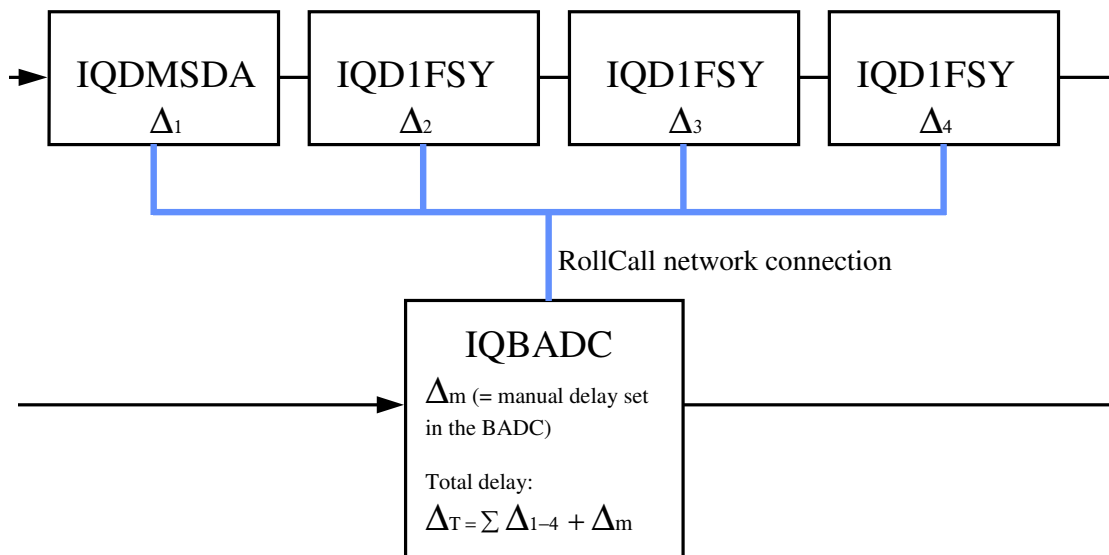 IQDMSDA
Δ1
IQD1FSY
Δ2
IQD1FSY
Δ3
IQD1FSY
Δ4
RollCall network connection
IQBADC
Δm (= manual delay set
in the BADC)
Total delay:
ΔT = ∑ Δ1–4 + Δm